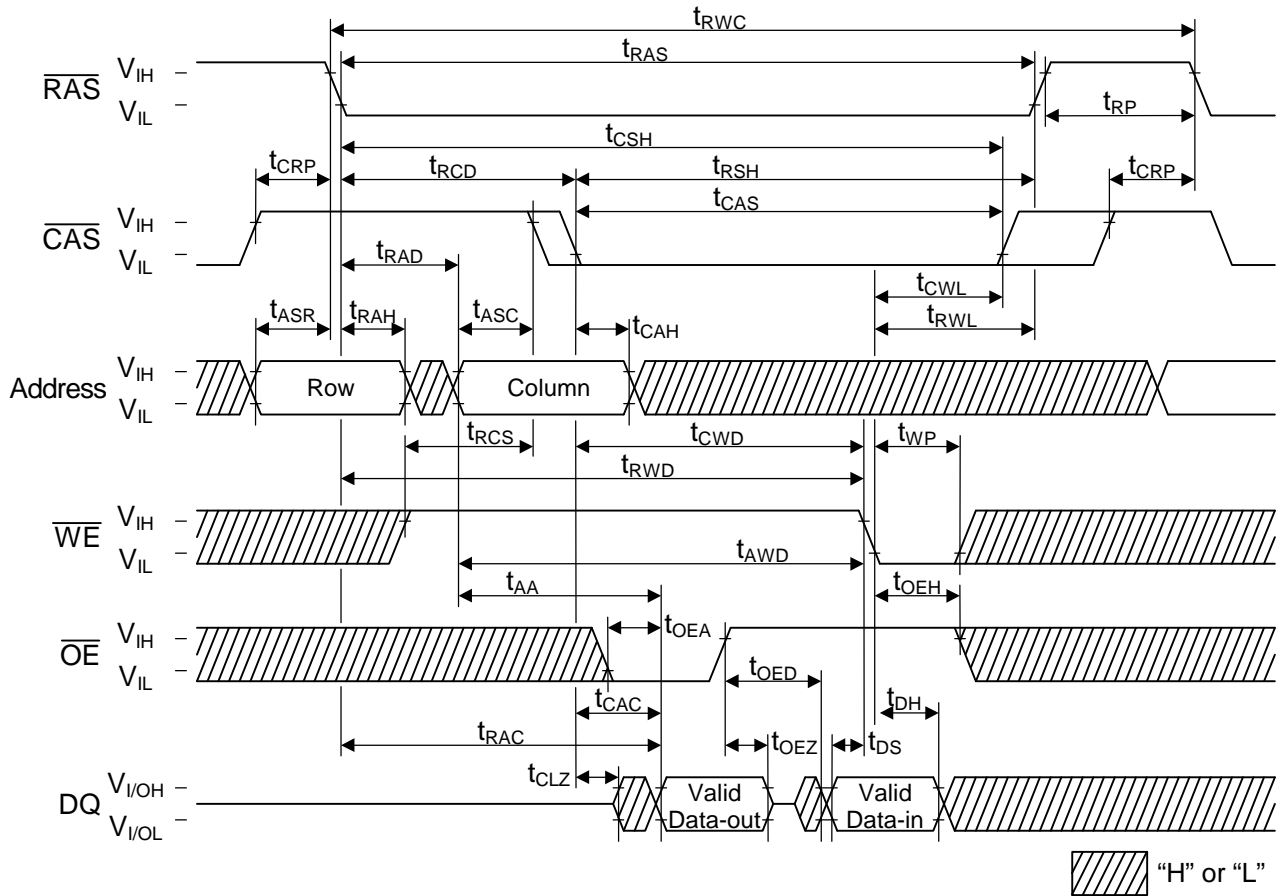 tRWC
tRAS
RAS
VIH
VIL
tRP
tCSH
tCRP
tRCD
tRSH
tCRP
tCAS
CAS
VIH
VIL
tRAD
tCWL
tRWL
tASR
tRAH
tASC
tCAH
Address
VIH
VIL
Row
Column
tRCS
tCWD
tWP
tRWD
WE
VIH
VIL
tAWD
tAA
tOEH
tOEA
OE
VIH
VIL
tOED
tCAC
tDH
tRAC
tOEZ
tDS
tCLZ
DQ
VI/OH
VI/OL
Valid
Data-out
Valid
Data-in
“H” or “L”